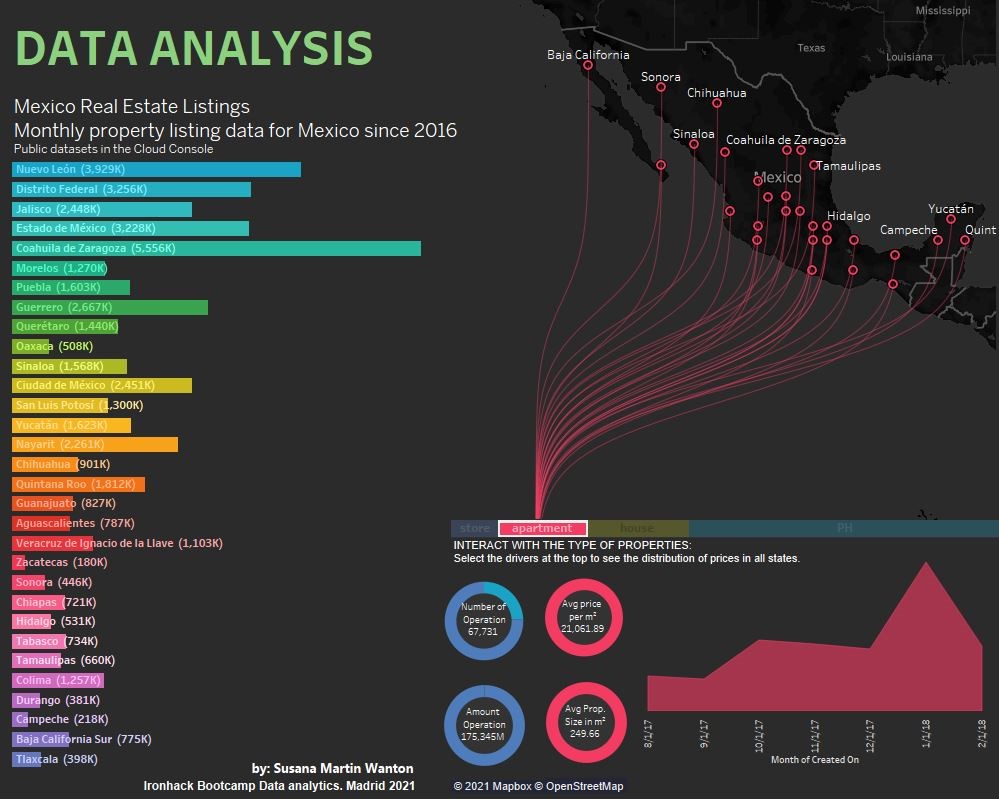 DATA ANALYSIS
Mexico Real Estate Listings
Monthly property listing data for Mexico since 2016
Public datasets in the Cloud Console
Nuevo León (3,929K)
Distrito Federal (3,256K)
Jalisco (2,448K)
Estado de México (3,228K)
Coahuila de Zaragoza (5,556K)
Morelos (1,270K)
Puebla (1,603K)
Guerrero (2,667K)
Querétaro (1,440K)
Oaxaca (508K)
Sinaloa (1,568K)
Ciudad de México (2,451K)
San Luis Potosí (1,300K)
Yucatán (1,623K)
Nayarit (2,261K)
Chihuahua (901K)
Quintana Roo (1,812K)
Guanajuato (827K)
Aguascalientes (787K)
Veracruz de Ignacio de la Llave (1,103K)
Zacatecas (180K)
Sonora (446K)
Chiapas (721K)
Hidalgo (531K)
Tabasco (734K)
Tamaulipas (660K)
Colima (1,257K)
Durango (381K)
Campeche (218K)
Baja California Sur (775K)
Tlaxcala (398K)
by: Susana Martin Wanton
Ironhack Bootcamp Data analytics. Madrid 2021
Mississippi
Texas
Louisiana
Baja California
Sonora
Chihuahua
Sinaloa
Coahuila de Zaragoza
Tamaulipas
Mexico
Hidalgo
Yucatán
Campeche
Quint
store
apartment
house
PH
INTERACT WITH THE TYPE OF PROPERTIES:
Select the drivers at the top to see the distribution of prices in all states.
Number of
Operation
67,731
Avg price
per m²
21,061.89
Amount
Operation
175,345M
Avg Prop.
Size in m²
249.66
8/1/17
9/1/17
10/1/17
11/1/17
12/1/17
1/1/18
2/1/18
Month of Created On
© 2021 Mapbox © OpenStreetMap